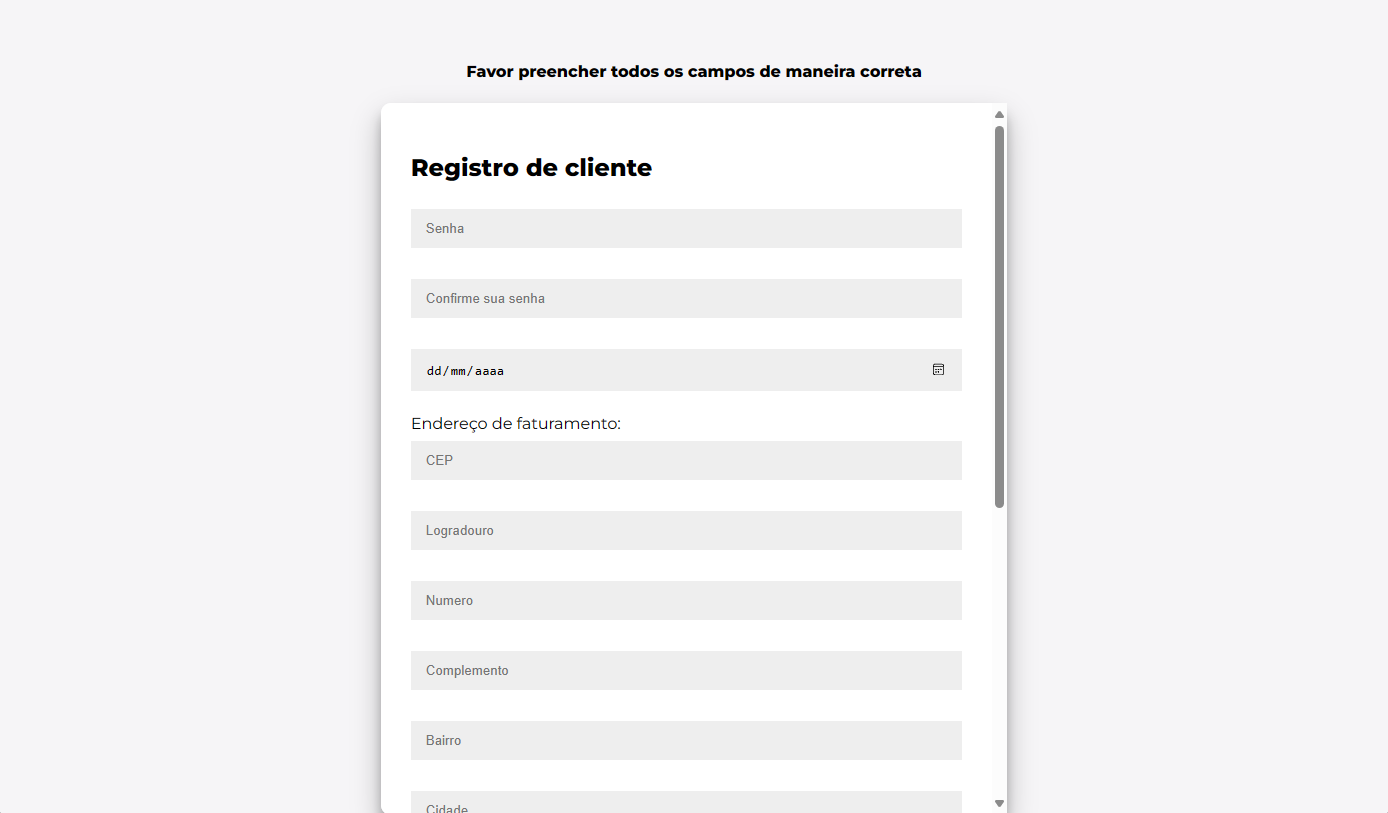 Favor preencher todos os campos de maneira correta
Registro de cliente
Senha
Confirme sua senha
dd/mm/aaaa
Endereço de faturamento:
CEP
Logradouro
Numero
Complemento
Bairro
Cidade